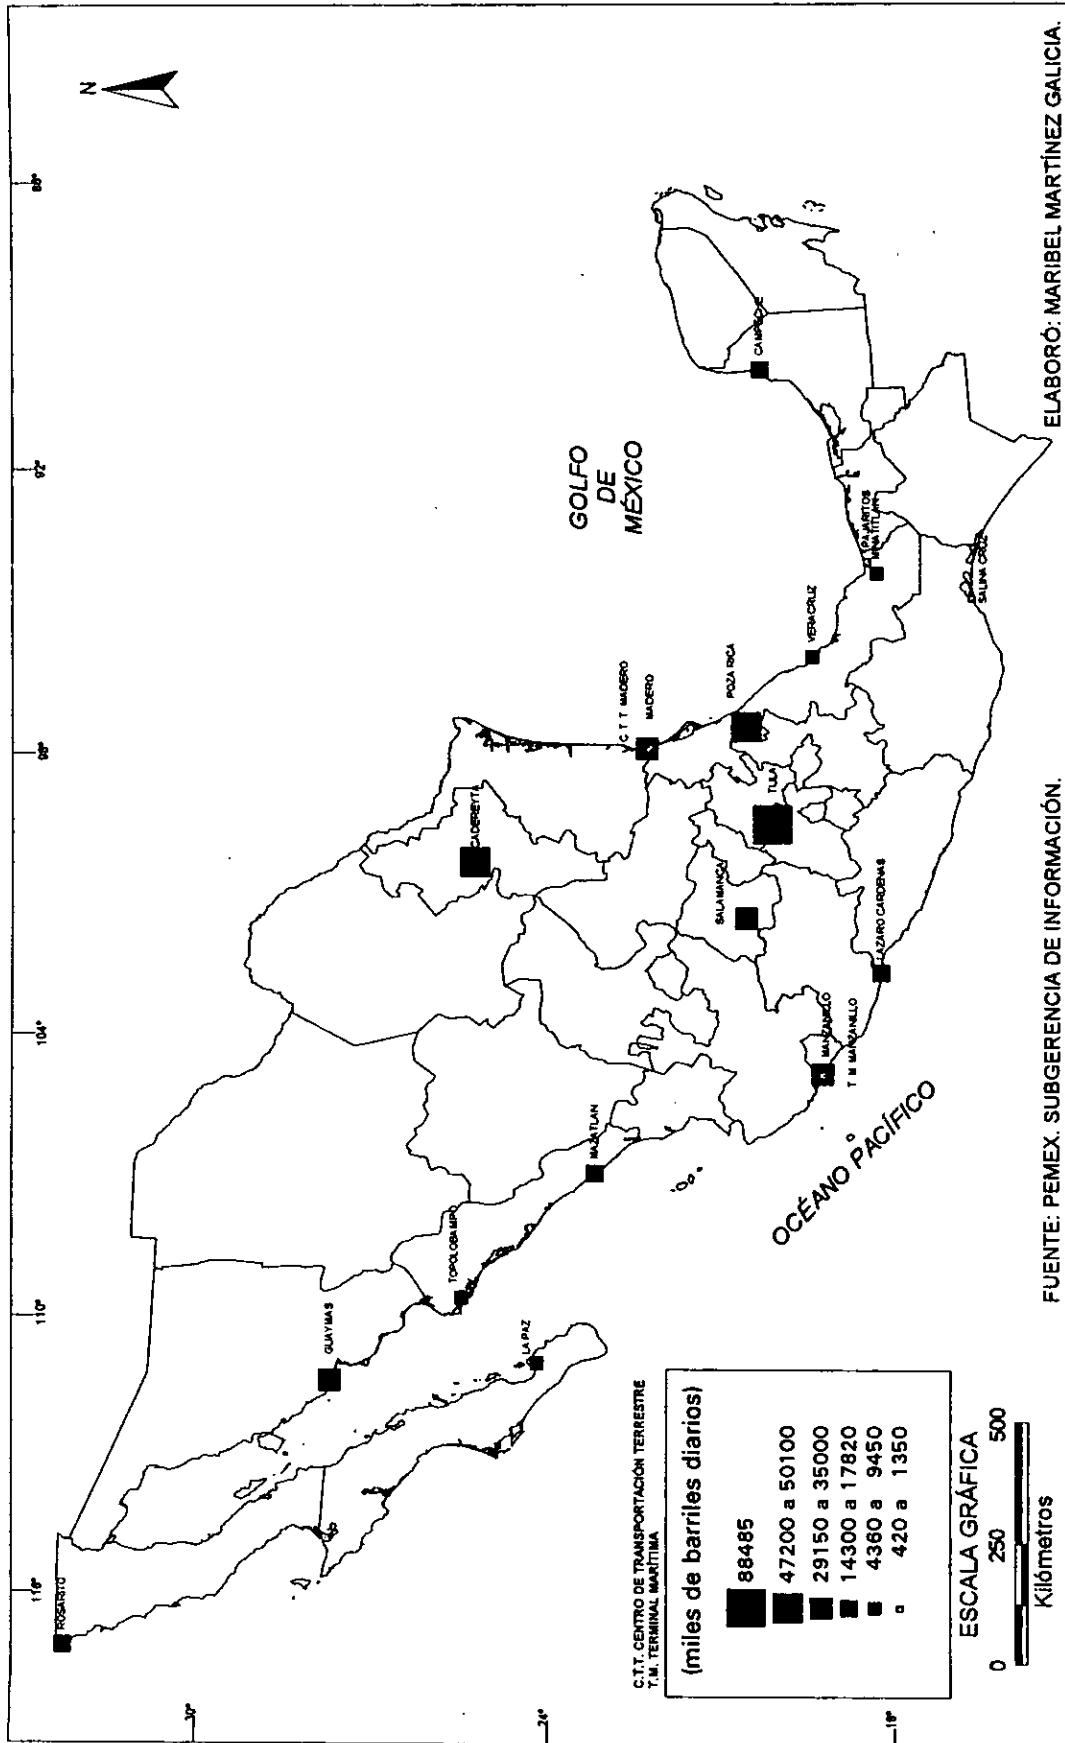 N
116°
110°
104°
98°
92°
86°
30°
24°
18°
ROSARITO
GUAYMAS
TOPOLOBAMPO
LA PAZ
MAZATLAN
CADEREYTA
C T T MADERO
MADERO
POZA RICA
TULA
SALAMANCA
VERACRUZ
PAJARITOS
MINATITLAN
CAMPECHE
SALINA CRUZ
LAZARO CARDENAS
MANZANILLO
T M MANZANILLO
GOLFO
DE
MÉXICO
OCÉANO PACÍFICO
C.T.T. CENTRO DE TRANSPORTACIÓN TERRESTRE
T.M. TERMINAL MARÍTIMA
(miles de barriles diarios)
88485
47200 a 50100
29150 a 35000
14300 a 17820
4360 a 9450
420 a 1350
ESCALA GRÁFICA
0 250 500
Kilómetros
FUENTE: PEMEX. SUBGERENCIA DE INFORMACIÓN.
ELABORÓ: MARIBEL MARTÍNEZ GALICIA.